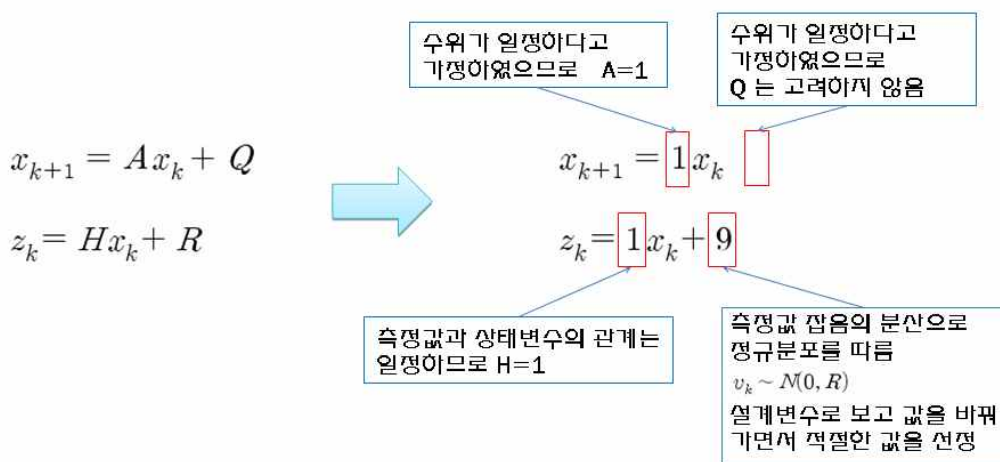 수위가 일정하다고
가정하였으므로 A=1
수위가 일정하다고
가정하였으므로
Q 는 고려하지 않음
x_{k+1} = Ax_k + Q
x_{k+1} = 1x_k
z_k = Hx_k + R
z_k = 1x_k + 9
측정값과 상태변수의 관계는
일정하므로 H=1
측정값 잡음의 분산으로
정규분포를 따름
v_k ~ N(0, R)
설계변수로 보고 값을 바꿔
가면서 적절한 값을 선정